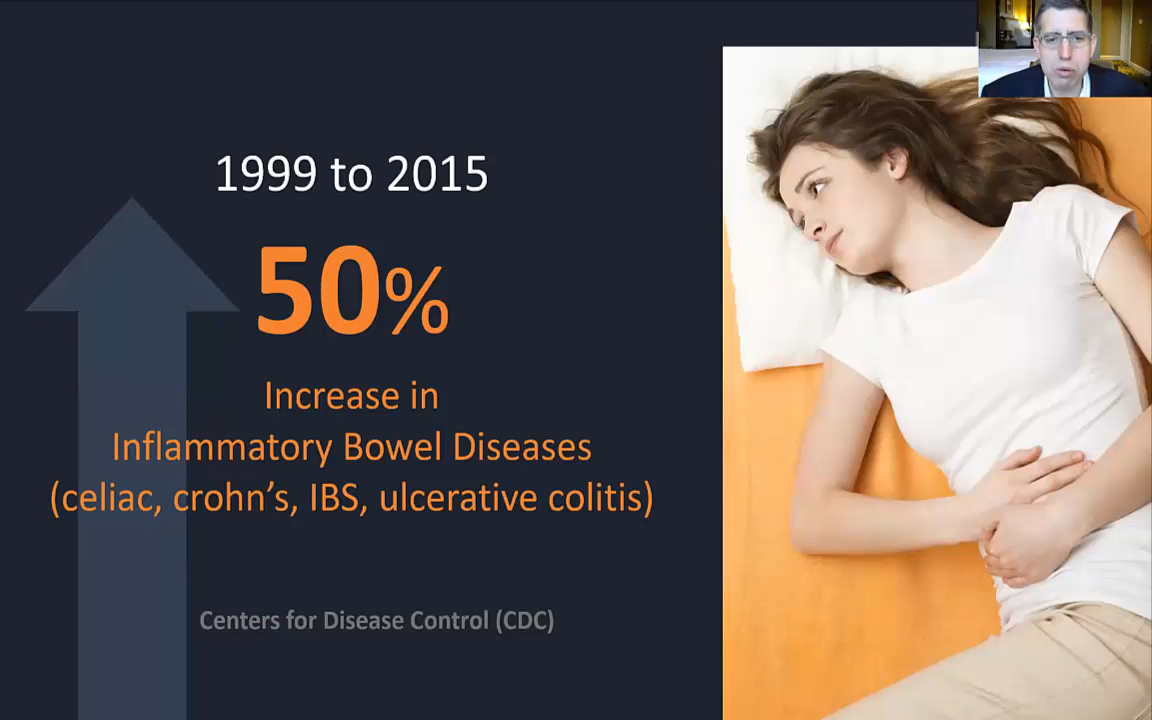 1999 to 2015
50%
Increase in
Inflammatory Bowel Diseases
(celiac, crohn’s, IBS, ulcerative colitis)
Centers for Disease Control (CDC)